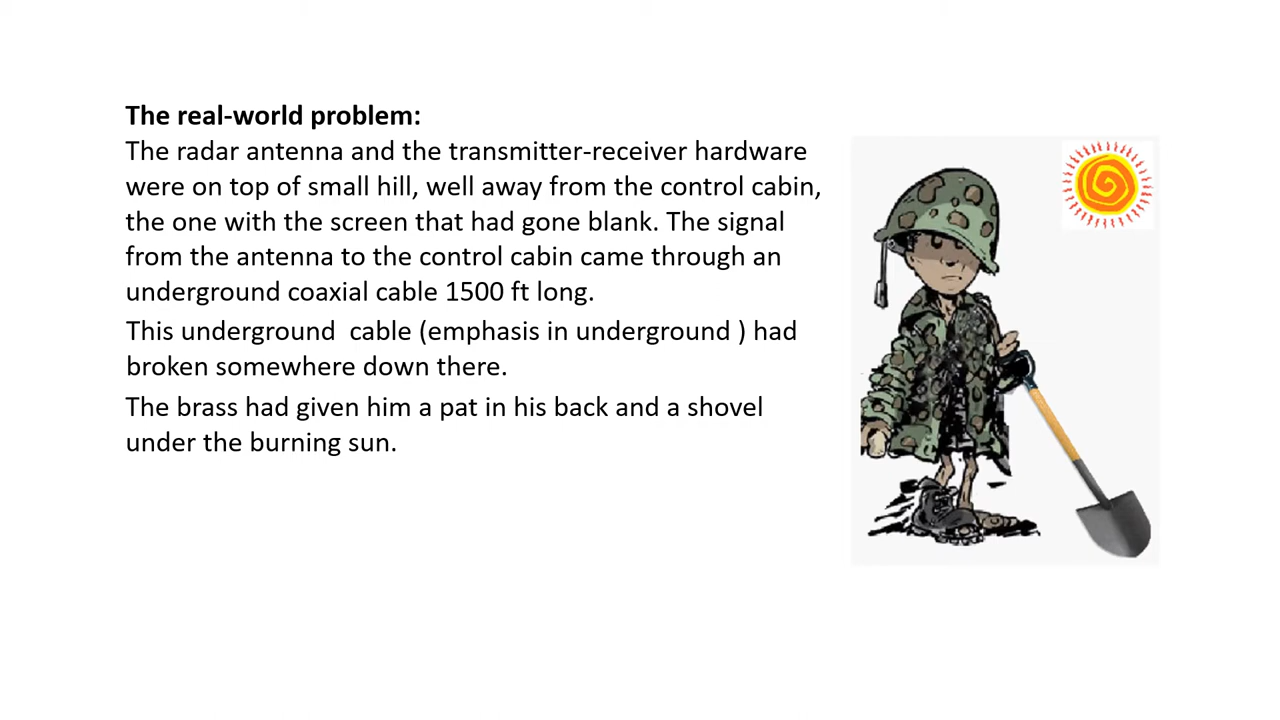 The real-world problem:
The radar antenna and the transmitter-receiver hardware
were on top of small hill, well away from the control cabin,
the one with the screen that had gone blank. The signal
from the antenna to the control cabin came through an
underground coaxial cable 1500 ft long.
This underground  cable (emphasis in underground ) had
broken somewhere down there.
The brass had given him a pat in his back and a shovel
under the burning sun.